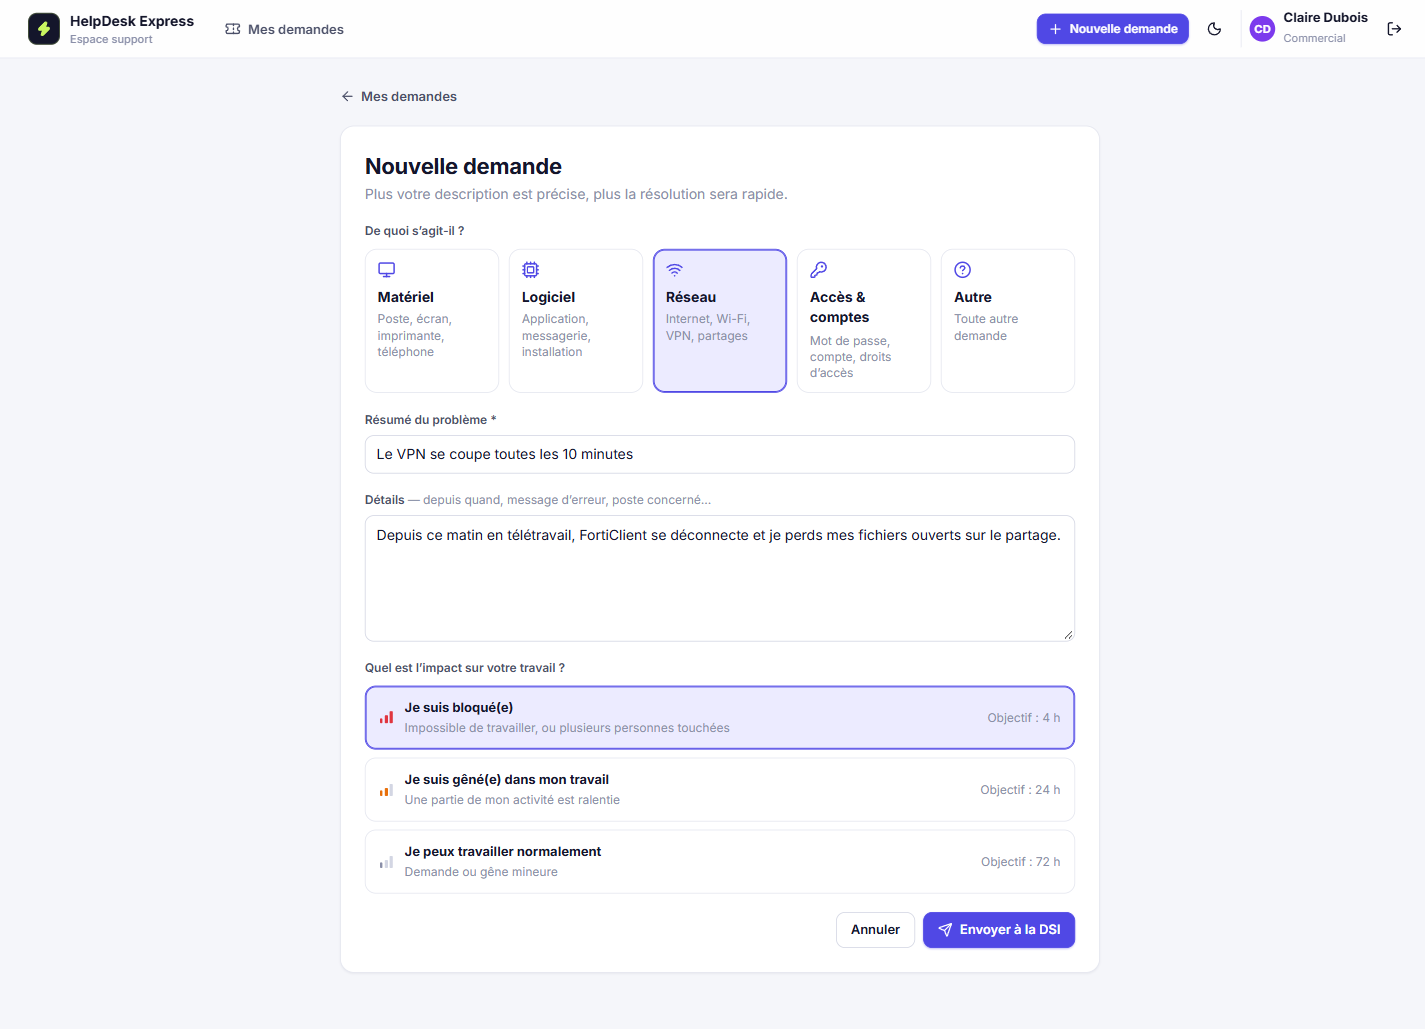 HelpDesk Express
Espace support
Mes demandes
Nouvelle demande
CD
Claire Dubois
Commercial
Mes demandes
Nouvelle demande
Plus votre description est précise, plus la résolution sera rapide.
De quoi s’agit-il ?
Matériel
Poste, écran,
imprimante,
téléphone
Logiciel
Application,
messagerie,
installation
Réseau
Internet, Wi-Fi,
VPN, partages
Accès &
comptes
Mot de passe,
compte, droits
d’accès
Autre
Toute autre
demande
Résumé du problème *
Le VPN se coupe toutes les 10 minutes
Détails — depuis quand, message d’erreur, poste concerné…
Depuis ce matin en télétravail, FortiClient se déconnecte et je perds mes fichiers ouverts sur le partage.
Quel est l’impact sur votre travail ?
Je suis bloqué(e)
Impossible de travailler, ou plusieurs personnes touchées
Objectif : 4 h
Je suis gêné(e) dans mon travail
Une partie de mon activité est ralentie
Objectif : 24 h
Je peux travailler normalement
Demande ou gêne mineure
Objectif : 72 h
Annuler
Envoyer à la DSI